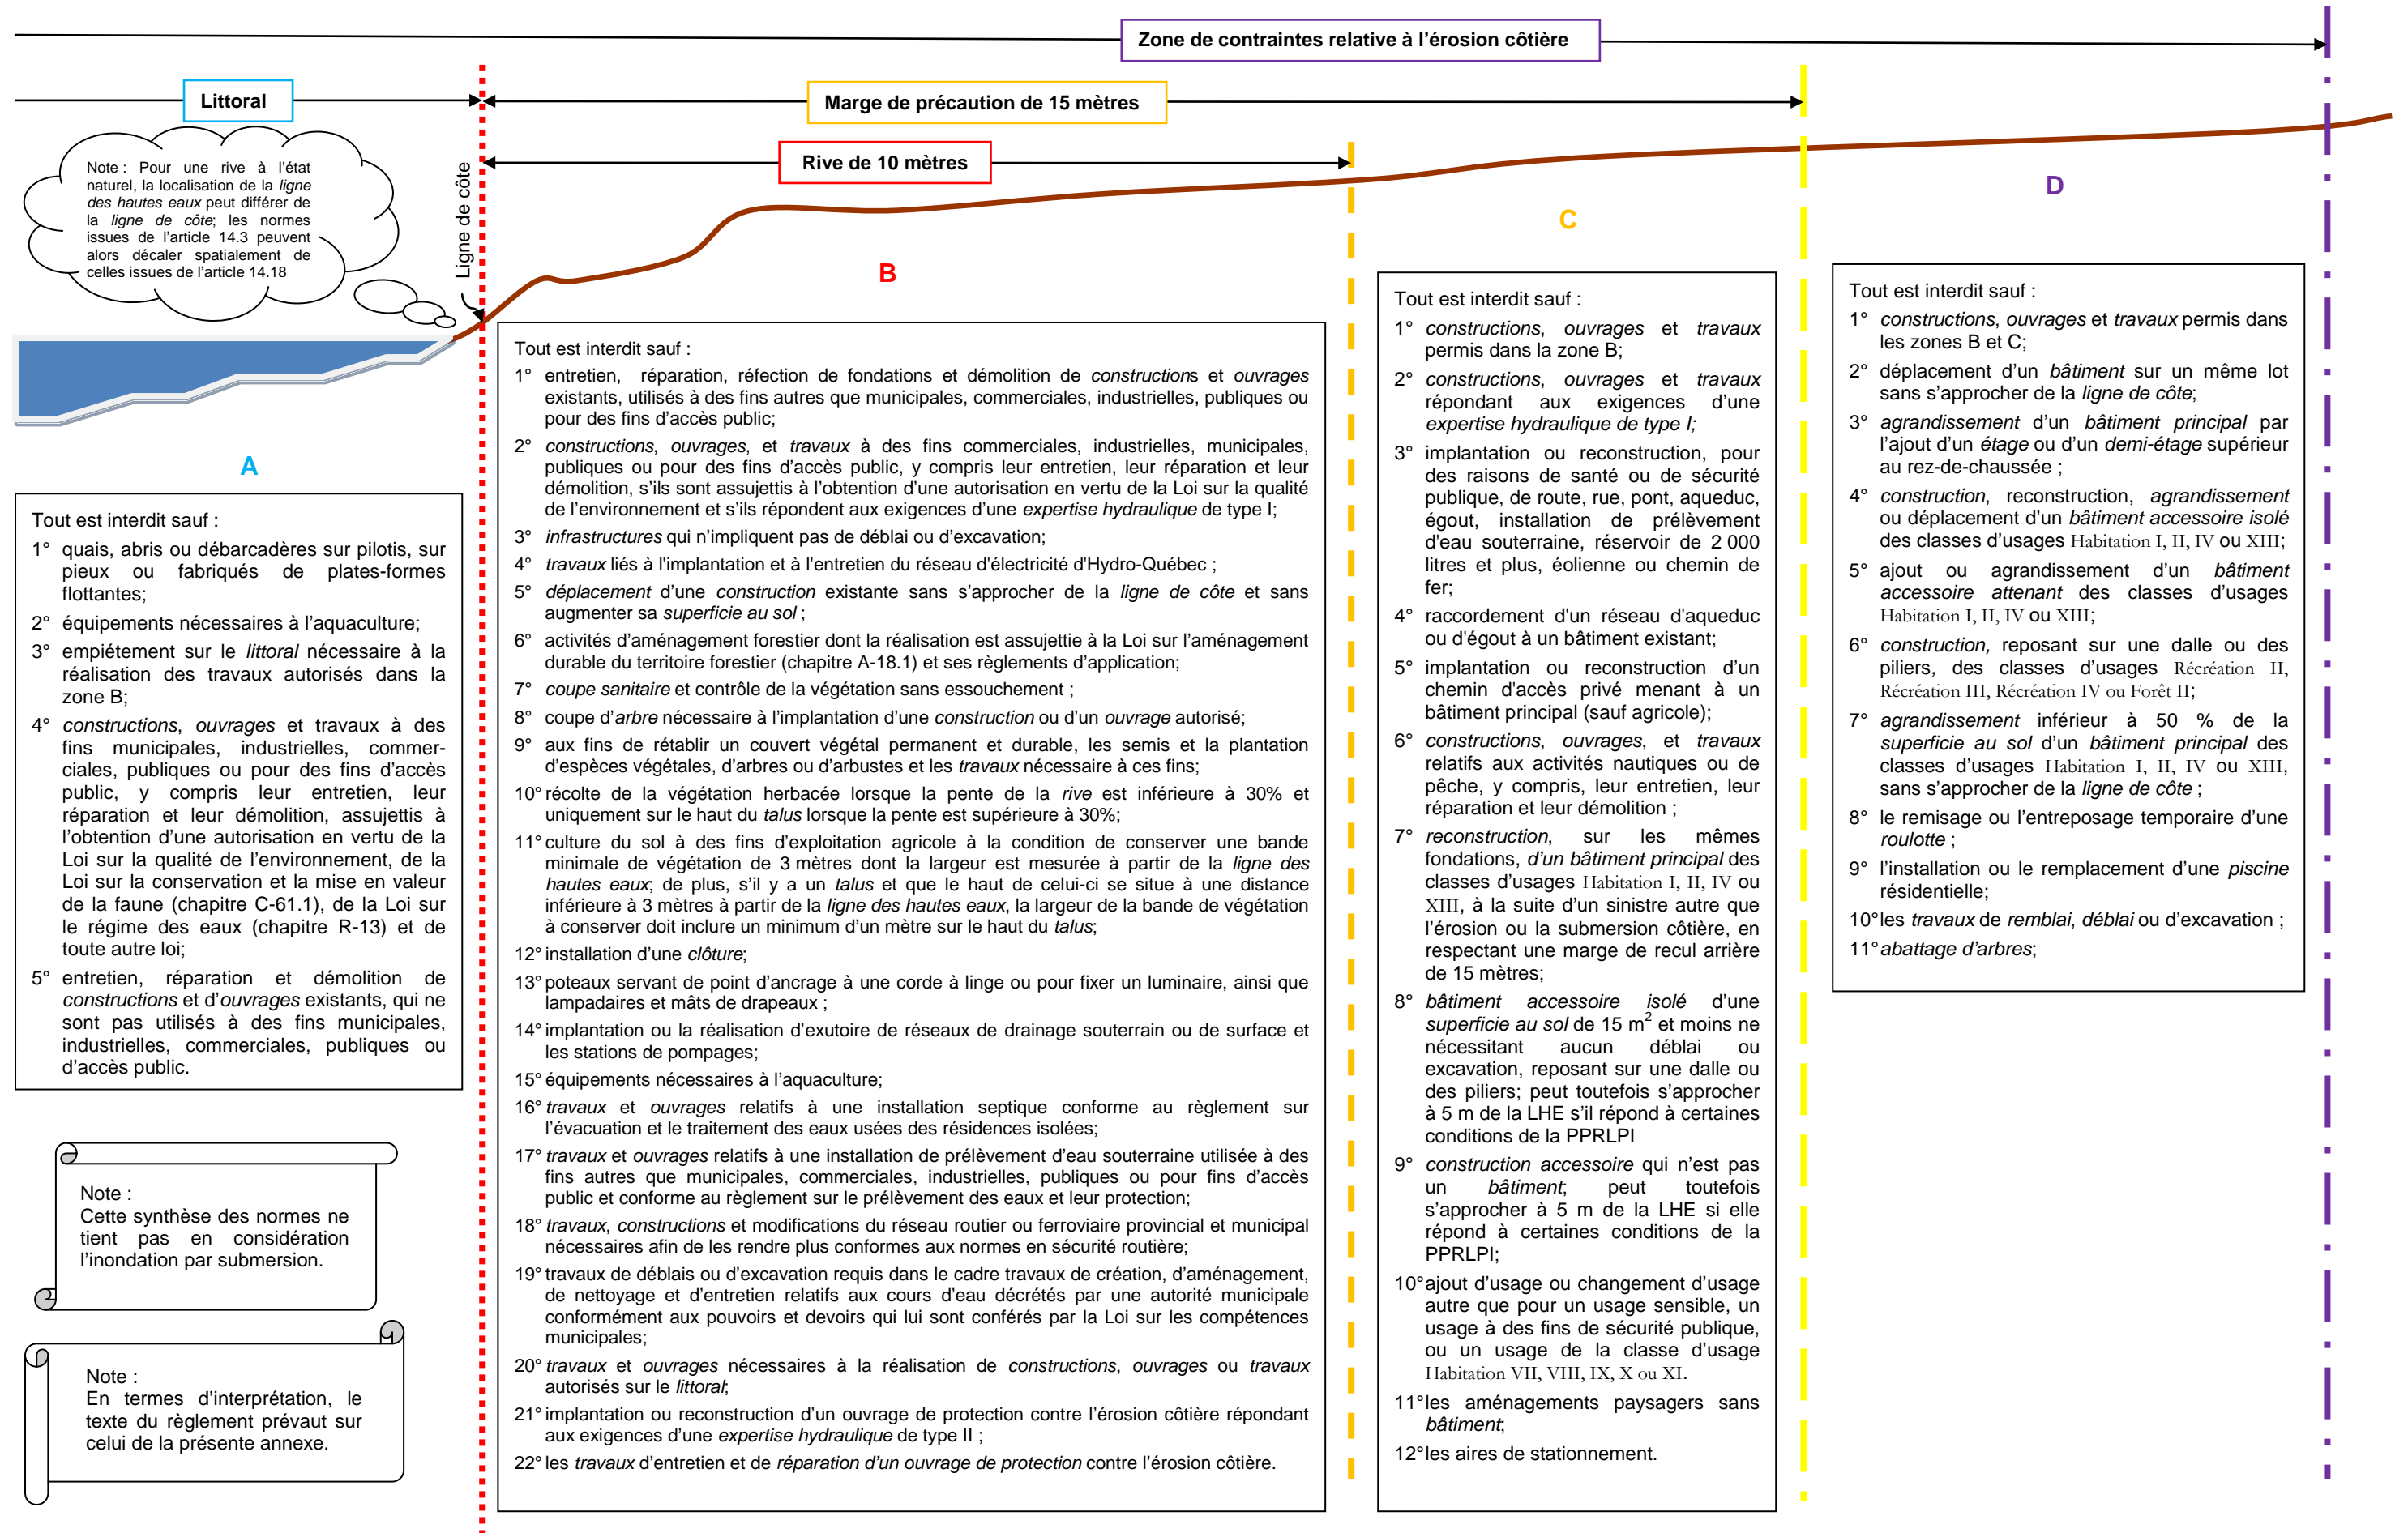 Zone de contraintes relative à l'érosion côtière
Littoral
Marge de précaution de 15 mètres
Rive de 10 mètres
Note : Pour une rive à l'état
naturel, la localisation de la ligne
des hautes eaux peut différer de
la ligne de côte; les normes
issues de l'article 14.3 peuvent
alors décaler spatialement de
celles issues de l'article 14.18
Ligne de côte
A
Tout est interdit sauf :
1° quais, abris ou débarcadères sur pilotis, sur
pieux ou fabriqués de plates-formes
flottantes;
2° équipements nécessaires à l'aquaculture;
3° empiétement sur le littoral nécessaire à la
réalisation des travaux autorisés dans la
zone B;
4° constructions, ouvrages et travaux à des
fins municipales, industrielles, commer-
ciales, publiques ou pour des fins d'accès
public, y compris leur entretien, leur
réparation et leur démolition, assujettis à
l'obtention d'une autorisation en vertu de la
Loi sur la qualité de l'environnement, de la
Loi sur la conservation et la mise en valeur
de la faune (chapitre C-61.1), de la Loi sur
le régime des eaux (chapitre R-13) et de
toute autre loi;
5° entretien, réparation et démolition de
constructions et d'ouvrages existants, qui ne
sont pas utilisés à des fins municipales,
industrielles, commerciales, publiques ou
d'accès public.
Note :
Cette synthèse des normes ne
tient pas en considération
l'inondation par submersion.
Note :
En termes d'interprétation, le
texte du règlement prévaut sur
celui de la présente annexe.
B
Tout est interdit sauf :
1° entretien, réparation, réfection de fondations et démolition de constructions et ouvrages
existants, utilisés à des fins autres que municipales, commerciales, industrielles, publiques ou
pour des fins d'accès public;
2° constructions, ouvrages, et travaux à des fins commerciales, industrielles, municipales,
publiques ou pour des fins d'accès public, y compris leur entretien, leur réparation et leur
démolition, s'ils sont assujettis à l'obtention d'une autorisation en vertu de la Loi sur la qualité
de l'environnement et s'ils répondent aux exigences d'une expertise hydraulique de type I;
3° infrastructures qui n'impliquent pas de déblai ou d'excavation;
4° travaux liés à l'implantation et à l'entretien du réseau d'électricité d'Hydro-Québec ;
5° déplacement d'une construction existante sans s'approcher de la ligne de côte et sans
augmenter sa superficie au sol ;
6° activités d'aménagement forestier dont la réalisation est assujettie à la Loi sur l'aménagement
durable du territoire forestier (chapitre A-18.1) et ses règlements d'application;
7° coupe sanitaire et contrôle de la végétation sans essouchement ;
8° coupe d'arbre nécessaire à l'implantation d'une construction ou d'un ouvrage autorisé;
9° aux fins de rétablir un couvert végétal permanent et durable, les semis et la plantation
d'espèces végétales, d'arbres ou d'arbustes et les travaux nécessaire à ces fins;
10° récolte de la végétation herbacée lorsque la pente de la rive est inférieure à 30% et
uniquement sur le haut du talus lorsque la pente est supérieure à 30%;
11° culture du sol à des fins d'exploitation agricole à la condition de conserver une bande
minimale de végétation de 3 mètres dont la largeur est mesurée à partir de la ligne des
hautes eaux; de plus, s'il y a un talus et que le haut de celui-ci se situe à une distance
inférieure à 3 mètres à partir de la ligne des hautes eaux, la largeur de la bande de végétation
à conserver doit inclure un minimum d'un mètre sur le haut du talus;
12° installation d'une clôture;
13° poteaux servant de point d'ancrage à une corde à linge ou pour fixer un luminaire, ainsi que
lampadaires et mâts de drapeaux ;
14° implantation ou la réalisation d'exutoire de réseaux de drainage souterrain ou de surface et
les stations de pompages;
15° équipements nécessaires à l'aquaculture;
16° travaux et ouvrages relatifs à une installation septique conforme au règlement sur
l'évacuation et le traitement des eaux usées des résidences isolées;
17° travaux et ouvrages relatifs à une installation de prélèvement d'eau souterraine utilisée à des
fins autres que municipales, commerciales, industrielles, publiques ou pour fins d'accès
public et conforme au règlement sur le prélèvement des eaux et leur protection;
18° travaux, constructions et modifications du réseau routier ou ferroviaire provincial et municipal
nécessaires afin de les rendre plus conformes aux normes en sécurité routière;
19° travaux de déblais ou d'excavation requis dans le cadre travaux de création, d'aménagement,
de nettoyage et d'entretien relatifs aux cours d'eau décrétés par une autorité municipale
conformément aux pouvoirs et devoirs qui lui sont conférés par la Loi sur les compétences
municipales;
20° travaux et ouvrages nécessaires à la réalisation de constructions, ouvrages ou travaux
autorisés sur le littoral;
21° implantation ou reconstruction d'un ouvrage de protection contre l'érosion côtière répondant
aux exigences d'une expertise hydraulique de type II ;
22° les travaux d'entretien et de réparation d'un ouvrage de protection contre l'érosion côtière.
C
Tout est interdit sauf :
1° constructions, ouvrages et travaux
permis dans la zone B;
2° constructions, ouvrages et travaux
répondant aux exigences d'une
expertise hydraulique de type I;
3° implantation ou reconstruction, pour
des raisons de santé ou de sécurité
publique, de route, rue, pont, aqueduc,
égout, installation de prélèvement
d'eau souterraine, réservoir de 2 000
litres et plus, éolienne ou chemin de
fer;
4° raccordement d'un réseau d'aqueduc
ou d'égout à un bâtiment existant;
5° implantation ou reconstruction d'un
chemin d'accès privé menant à un
bâtiment principal (sauf agricole);
6° constructions, ouvrages, et travaux
relatifs aux activités nautiques ou de
pêche, y compris, leur entretien, leur
réparation et leur démolition ;
7° reconstruction, sur les mêmes
fondations, d'un bâtiment principal des
classes d'usages Habitation I, II, IV ou
XIII, à la suite d'un sinistre autre que
l'érosion ou la submersion côtière, en
respectant une marge de recul arrière
de 15 mètres;
8° bâtiment accessoire isolé d'une
superficie au sol de 15 m² et moins ne
nécessitant aucun déblai ou
excavation, reposant sur une dalle ou
des piliers; peut toutefois s'approcher
à 5 m de la LHE s'il répond à certaines
conditions de la PPRLPI
9° construction accessoire qui n'est pas
un bâtiment; peut toutefois
s'approcher à 5 m de la LHE si elle
répond à certaines conditions de la
PPRLPI;
10° ajout d'usage ou changement d'usage
autre que pour un usage sensible, un
usage à des fins de sécurité publique,
ou un usage de la classe d'usage
Habitation VII, VIII, IX, X ou XI.
11° les aménagements paysagers sans
bâtiment;
12° les aires de stationnement.
D
Tout est interdit sauf :
1° constructions, ouvrages et travaux permis dans
les zones B et C;
2° déplacement d'un bâtiment sur un même lot
sans s'approcher de la ligne de côte;
3° agrandissement d'un bâtiment principal par
l'ajout d'un étage ou d'un demi-étage supérieur
au rez-de-chaussée ;
4° construction, reconstruction, agrandissement
ou déplacement d'un bâtiment accessoire isolé
des classes d'usages Habitation I, II, IV ou XIII;
5° ajout ou agrandissement d'un bâtiment
accessoire attenant des classes d'usages
Habitation I, II, IV ou XIII;
6° construction, reposant sur une dalle ou des
piliers, des classes d'usages Récréation II,
Récréation III, Récréation IV ou Forêt II;
7° agrandissement inférieur à 50 % de la
superficie au sol d'un bâtiment principal des
classes d'usages Habitation I, II, IV ou XIII,
sans s'approcher de la ligne de côte ;
8° le remisage ou l'entreposage temporaire d'une
roulotte ;
9° l'installation ou le remplacement d'une piscine
résidentielle;
10° les travaux de remblai, déblai ou d'excavation ;
11° abattage d'arbres;